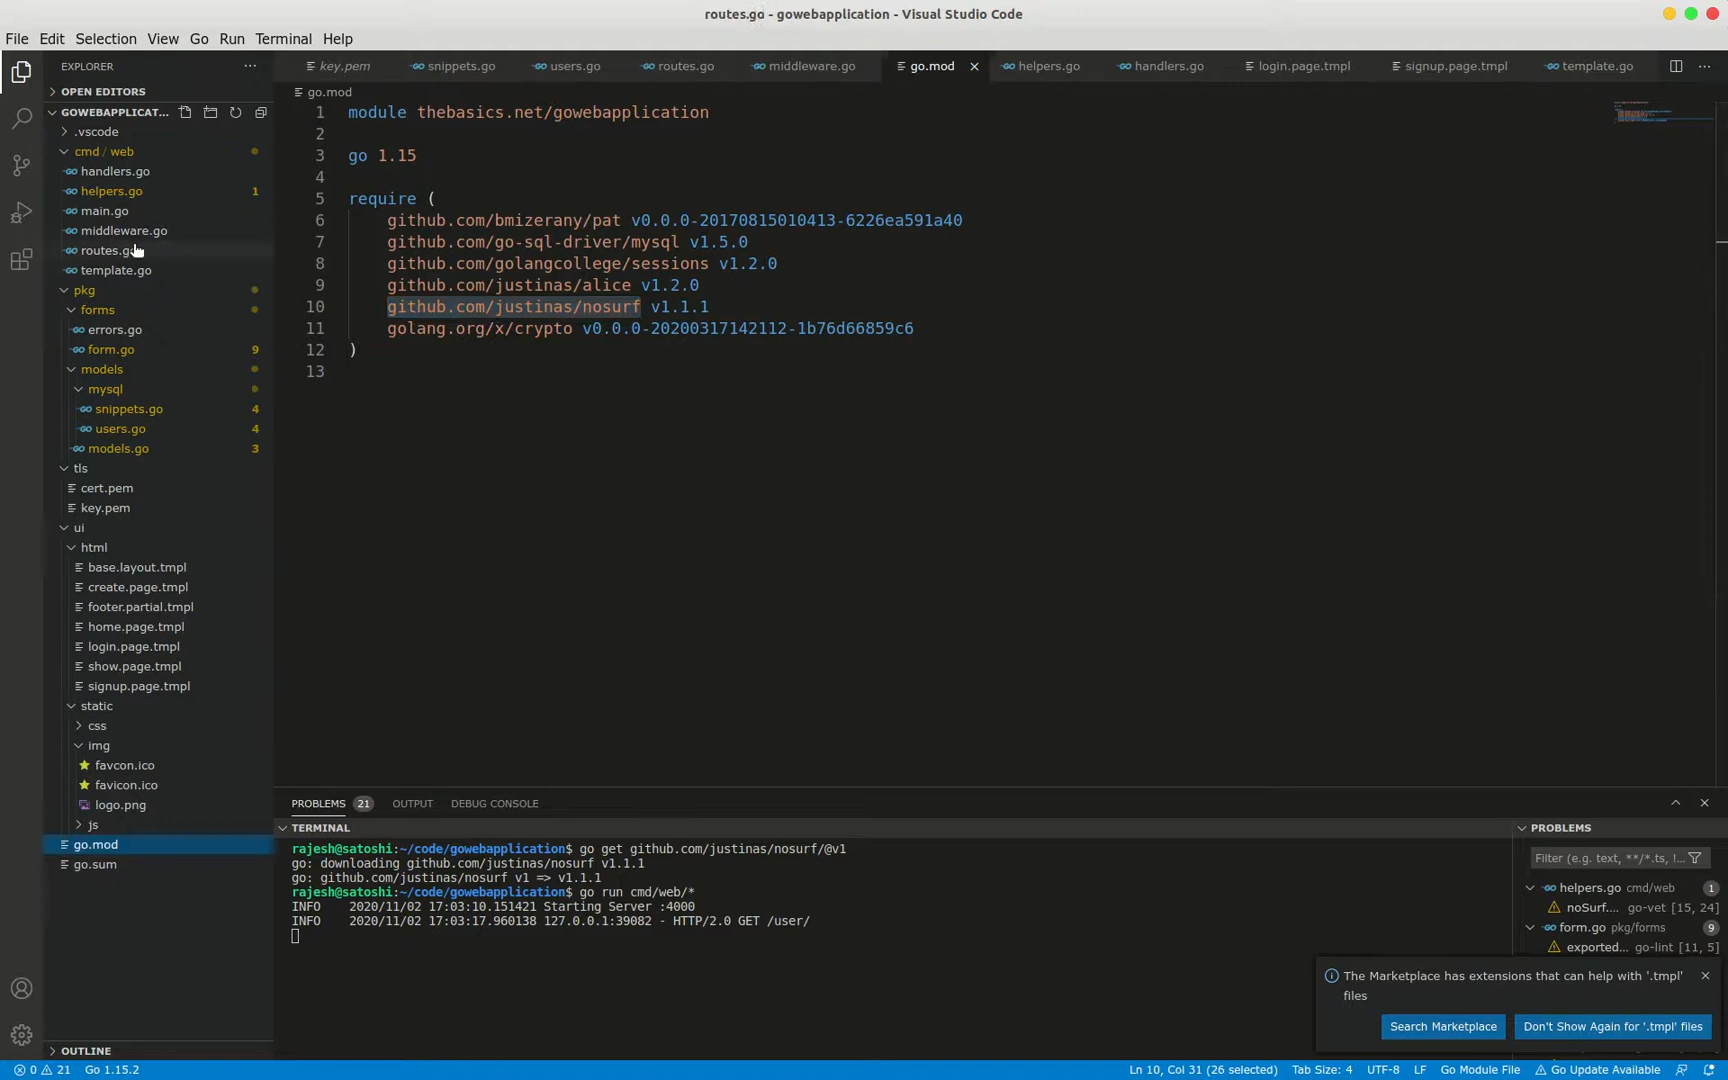 routes.go - gowebapplication - Visual Studio Code
File Edit Selection View Go Run Terminal Help
EXPLORER
key.pem snippets.go users.go routes.go middleware.go go.mod helpers.go handlers.go login.page.tmpl signup.page.tmpl template.go
OPEN EDITORS
GOWEBAPPLICAT...
.vscode
cmd / web
handlers.go
helpers.go 1
main.go
middleware.go
routes.go
template.go
pkg
forms
errors.go
form.go 9
models
mysql
snippets.go 4
users.go 4
models.go 3
tls
cert.pem
key.pem
ui
html
base.layout.tmpl
create.page.tmpl
footer.partial.tmpl
home.page.tmpl
login.page.tmpl
show.page.tmpl
signup.page.tmpl
static
css
img
favcon.ico
favicon.ico
logo.png
js
go.mod
go.sum
OUTLINE
go.mod
1 module thebasics.net/gowebapplication
2
3 go 1.15
4
5 require (
6 github.com/bmizerany/pat v0.0.0-20170815010413-6226ea591a40
7 github.com/go-sql-driver/mysql v1.5.0
8 github.com/golangcollege/sessions v1.2.0
9 github.com/justinas/alice v1.2.0
10 github.com/justinas/nosurf v1.1.1
11 golang.org/x/crypto v0.0.0-20200317142112-1b76d66859c6
12 )
13
PROBLEMS 21 OUTPUT DEBUG CONSOLE
TERMINAL
rajesh@satoshi:~/code/gowebapplication$ go get github.com/justinas/nosurf/@v1
go: downloading github.com/justinas/nosurf v1.1.1
go: github.com/justinas/nosurf v1 => v1.1.1
rajesh@satoshi:~/code/gowebapplication$ go run cmd/web/*
INFO 2020/11/02 17:03:10.151421 Starting Server :4000
INFO 2020/11/02 17:03:17.960138 127.0.0.1:39082 - HTTP/2.0 GET /user/
PROBLEMS
Filter (e.g. text, **/*.ts, !...
helpers.go cmd/web 1
noSurf.... go-vet [15, 24]
form.go pkg/forms 9
exported... go-lint [11, 5]
The Marketplace has extensions that can help with '.tmpl'
files
Search Marketplace Don't Show Again for '.tmpl' files
0 21 Go 1.15.2 Ln 10, Col 31 (26 selected) Tab Size: 4 UTF-8 LF Go Module File Go Update Available